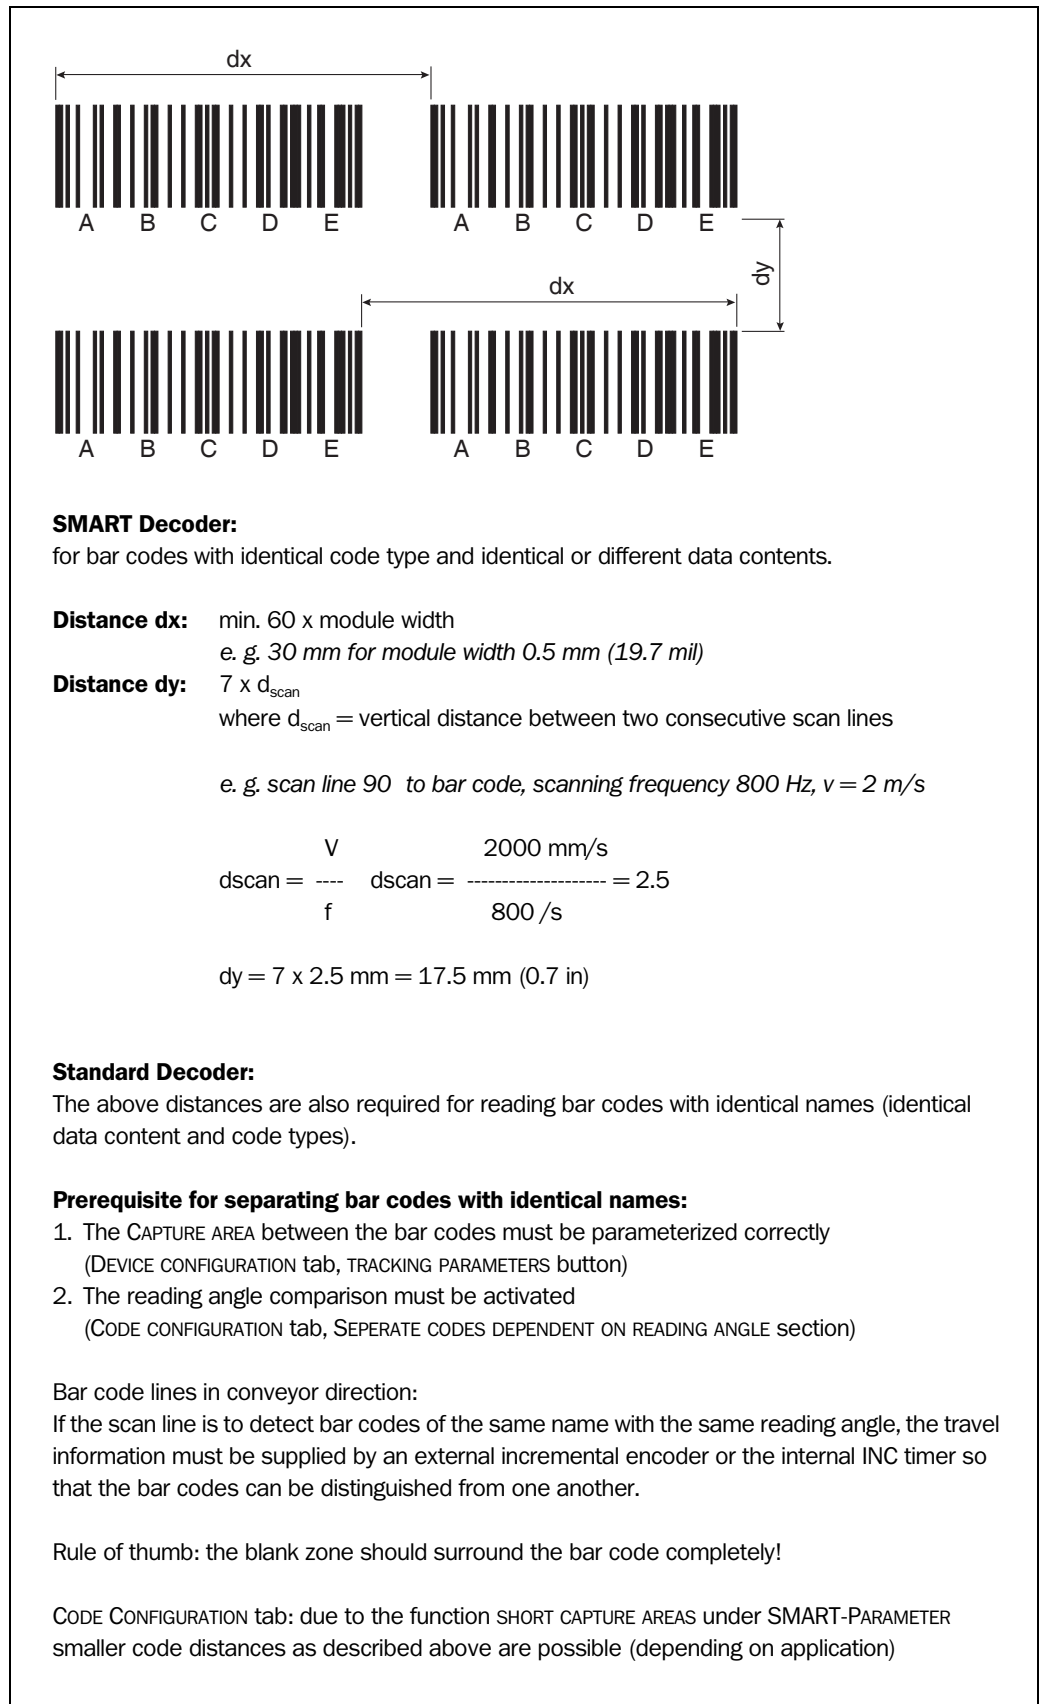 dx
A B C D E A B C D E
dy
dx
A B C D E A B C D E
SMART Decoder:
for bar codes with identical code type and identical or different data contents.
Distance dx: min. 60 x module width
e. g. 30 mm for module width 0.5 mm (19.7 mil)
Distance dy: 7 x dscan
where dscan = vertical distance between two consecutive scan lines
e. g. scan line 90 to bar code, scanning frequency 800 Hz, v = 2 m/s
V 2000 mm/s
dscan = ---- dscan = -------------------- = 2.5
f 800 /s
dy = 7 x 2.5 mm = 17.5 mm (0.7 in)
Standard Decoder:
The above distances are also required for reading bar codes with identical names (identical
data content and code types).
Prerequisite for separating bar codes with identical names:
1. The CAPTURE AREA between the bar codes must be parameterized correctly
(DEVICE CONFIGURATION tab, TRACKING PARAMETERS button)
2. The reading angle comparison must be activated
(CODE CONFIGURATION tab, SEPERATE CODES DEPENDENT ON READING ANGLE section)
Bar code lines in conveyor direction:
If the scan line is to detect bar codes of the same name with the same reading angle, the travel
information must be supplied by an external incremental encoder or the internal INC timer so
that the bar codes can be distinguished from one another.
Rule of thumb: the blank zone should surround the bar code completely!
CODE CONFIGURATION tab: due to the function SHORT CAPTURE AREAS under SMART-PARAMETER
smaller code distances as described above are possible (depending on application)